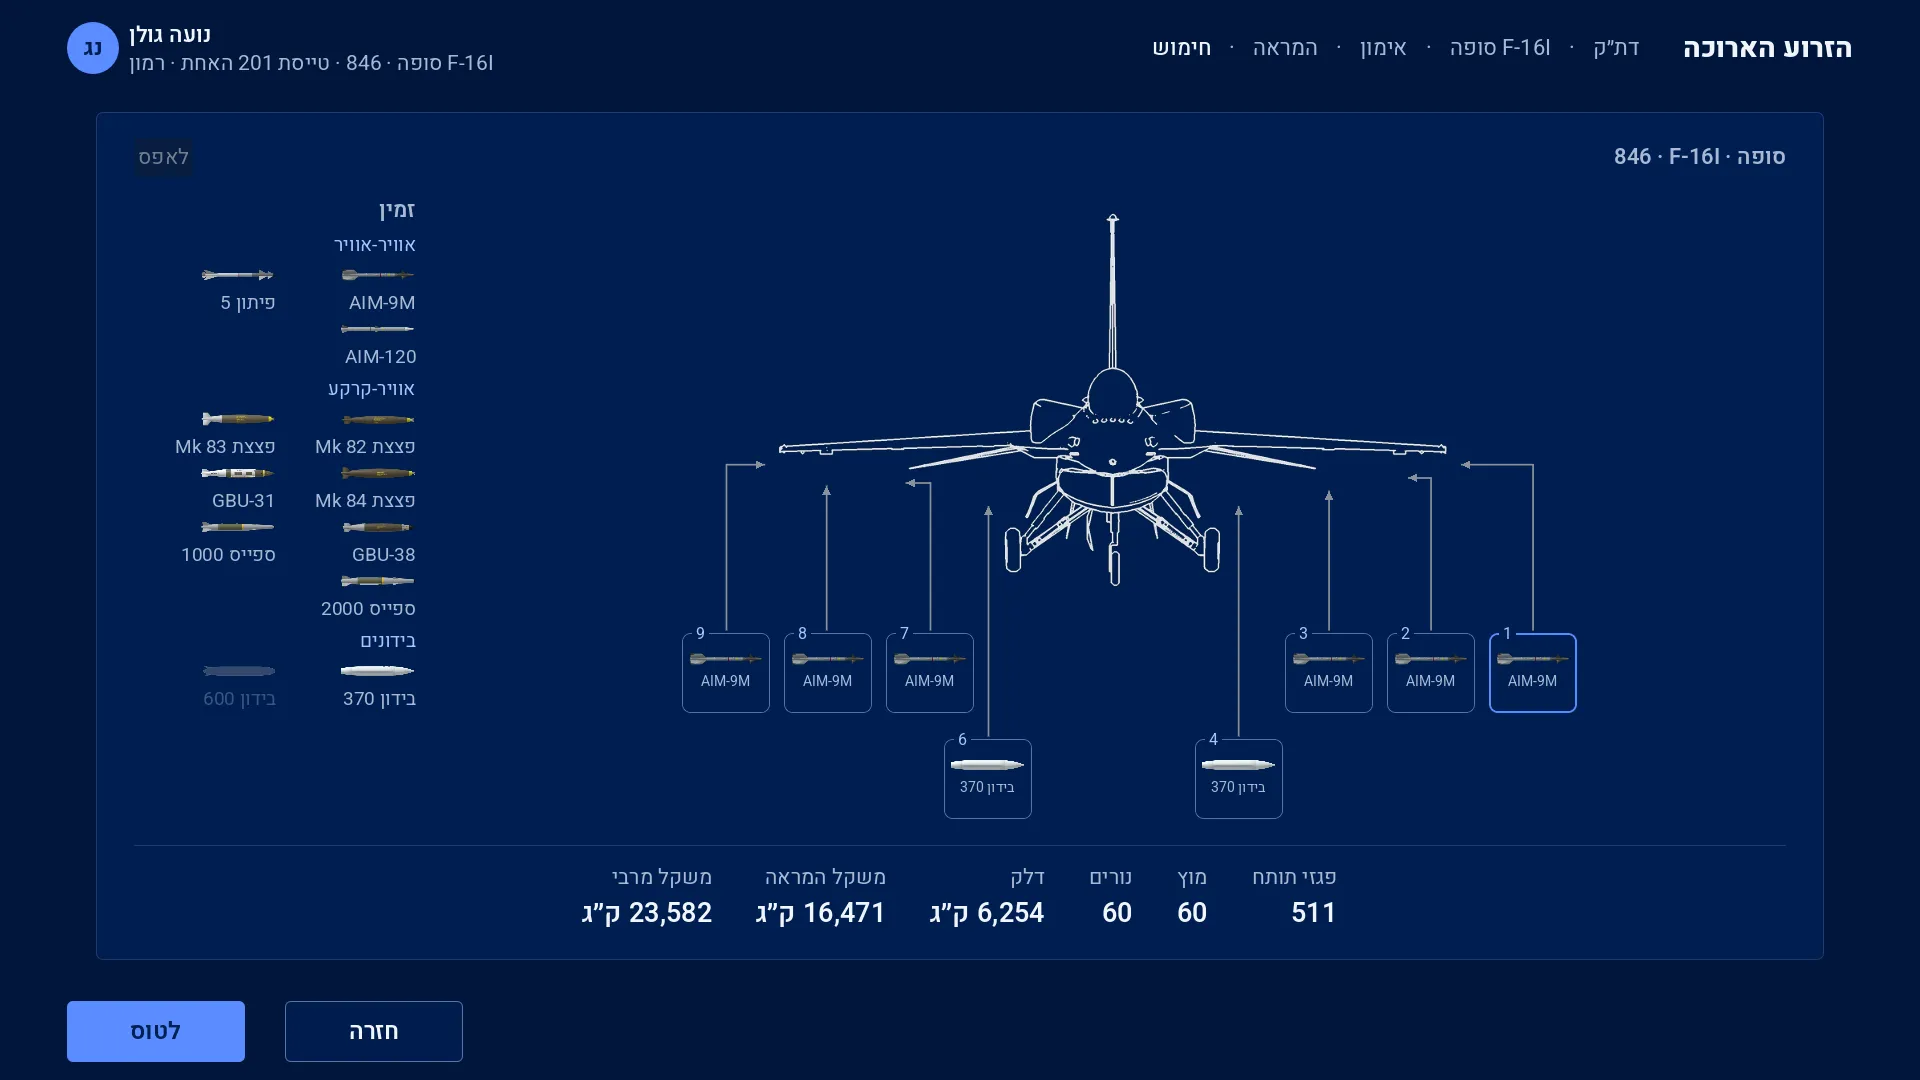 הזרוע הארוכה
דת״ק · F-16I סופה · אימון · המראה · חימוש
נועה גולן
F-16I סופה · 846 · טייסת 201 האחת · רמון
נג
סופה · F-16I · 846
לאפס
זמין
אוויר-אוויר
AIM-9M
פיתון 5
AIM-120
אוויר-קרקע
פצצת Mk 82
פצצת Mk 83
פצצת Mk 84
GBU-31
GBU-38
ספייס 1000
ספייס 2000
בידונים
בידון 370
בידון 600
1
AIM-9M
2
AIM-9M
3
AIM-9M
7
AIM-9M
8
AIM-9M
9
AIM-9M
4
בידון 370
6
בידון 370
פגזי תותח
511
מוץ
60
נורים
60
דלק
6,254 ק״ג
משקל המראה
16,471 ק״ג
משקל מרבי
23,582 ק״ג
חזרה
לטוס